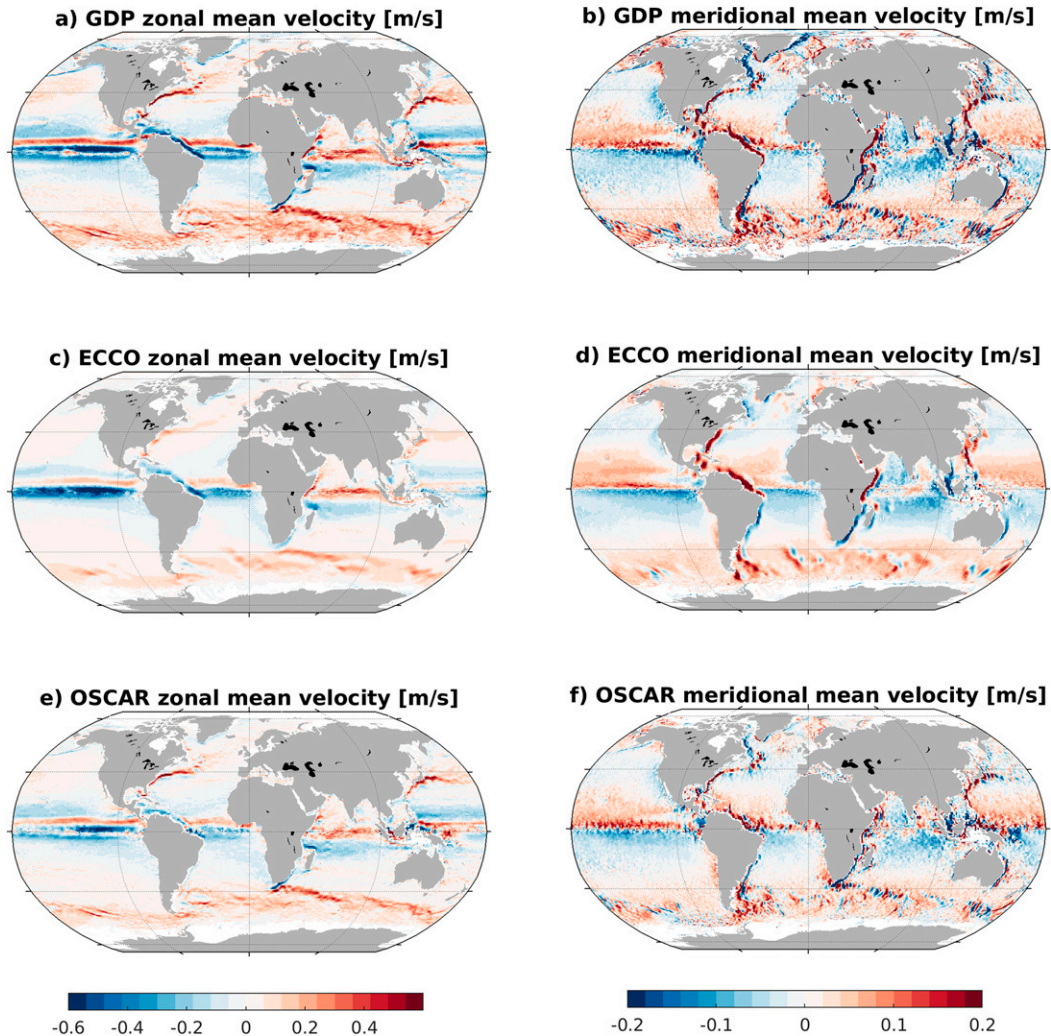 a) GDP zonal mean velocity [m/s]
b) GDP meridional mean velocity [m/s]
c) ECCO zonal mean velocity [m/s]
d) ECCO meridional mean velocity [m/s]
e) OSCAR zonal mean velocity [m/s]
f) OSCAR meridional mean velocity [m/s]
-0.6 -0.4 -0.2 0 0.2 0.4
-0.2 -0.1 0 0.1 0.2